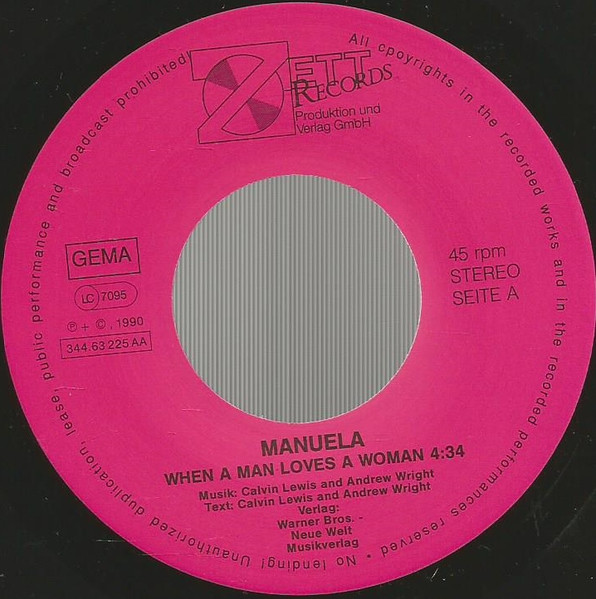 ZETT
RECORDS
Produktion und
Verlag GmbH
All cpoyrights in the recorded works and in the recorded performances reserved • No lending! Unauthorized duplication, lease, public performance and broadcast prohibited!
GEMA
LC 7095
℗ + ©, 1990
344.63 225 AA
45 rpm
STEREO
SEITE A
MANUELA
WHEN A MAN LOVES A WOMAN 4:34
Musik: Calvin Lewis and Andrew Wright
Text: Calvin Lewis and Andrew Wright
Verlag:
Warner Bros. -
Neue Welt
Musikverlag